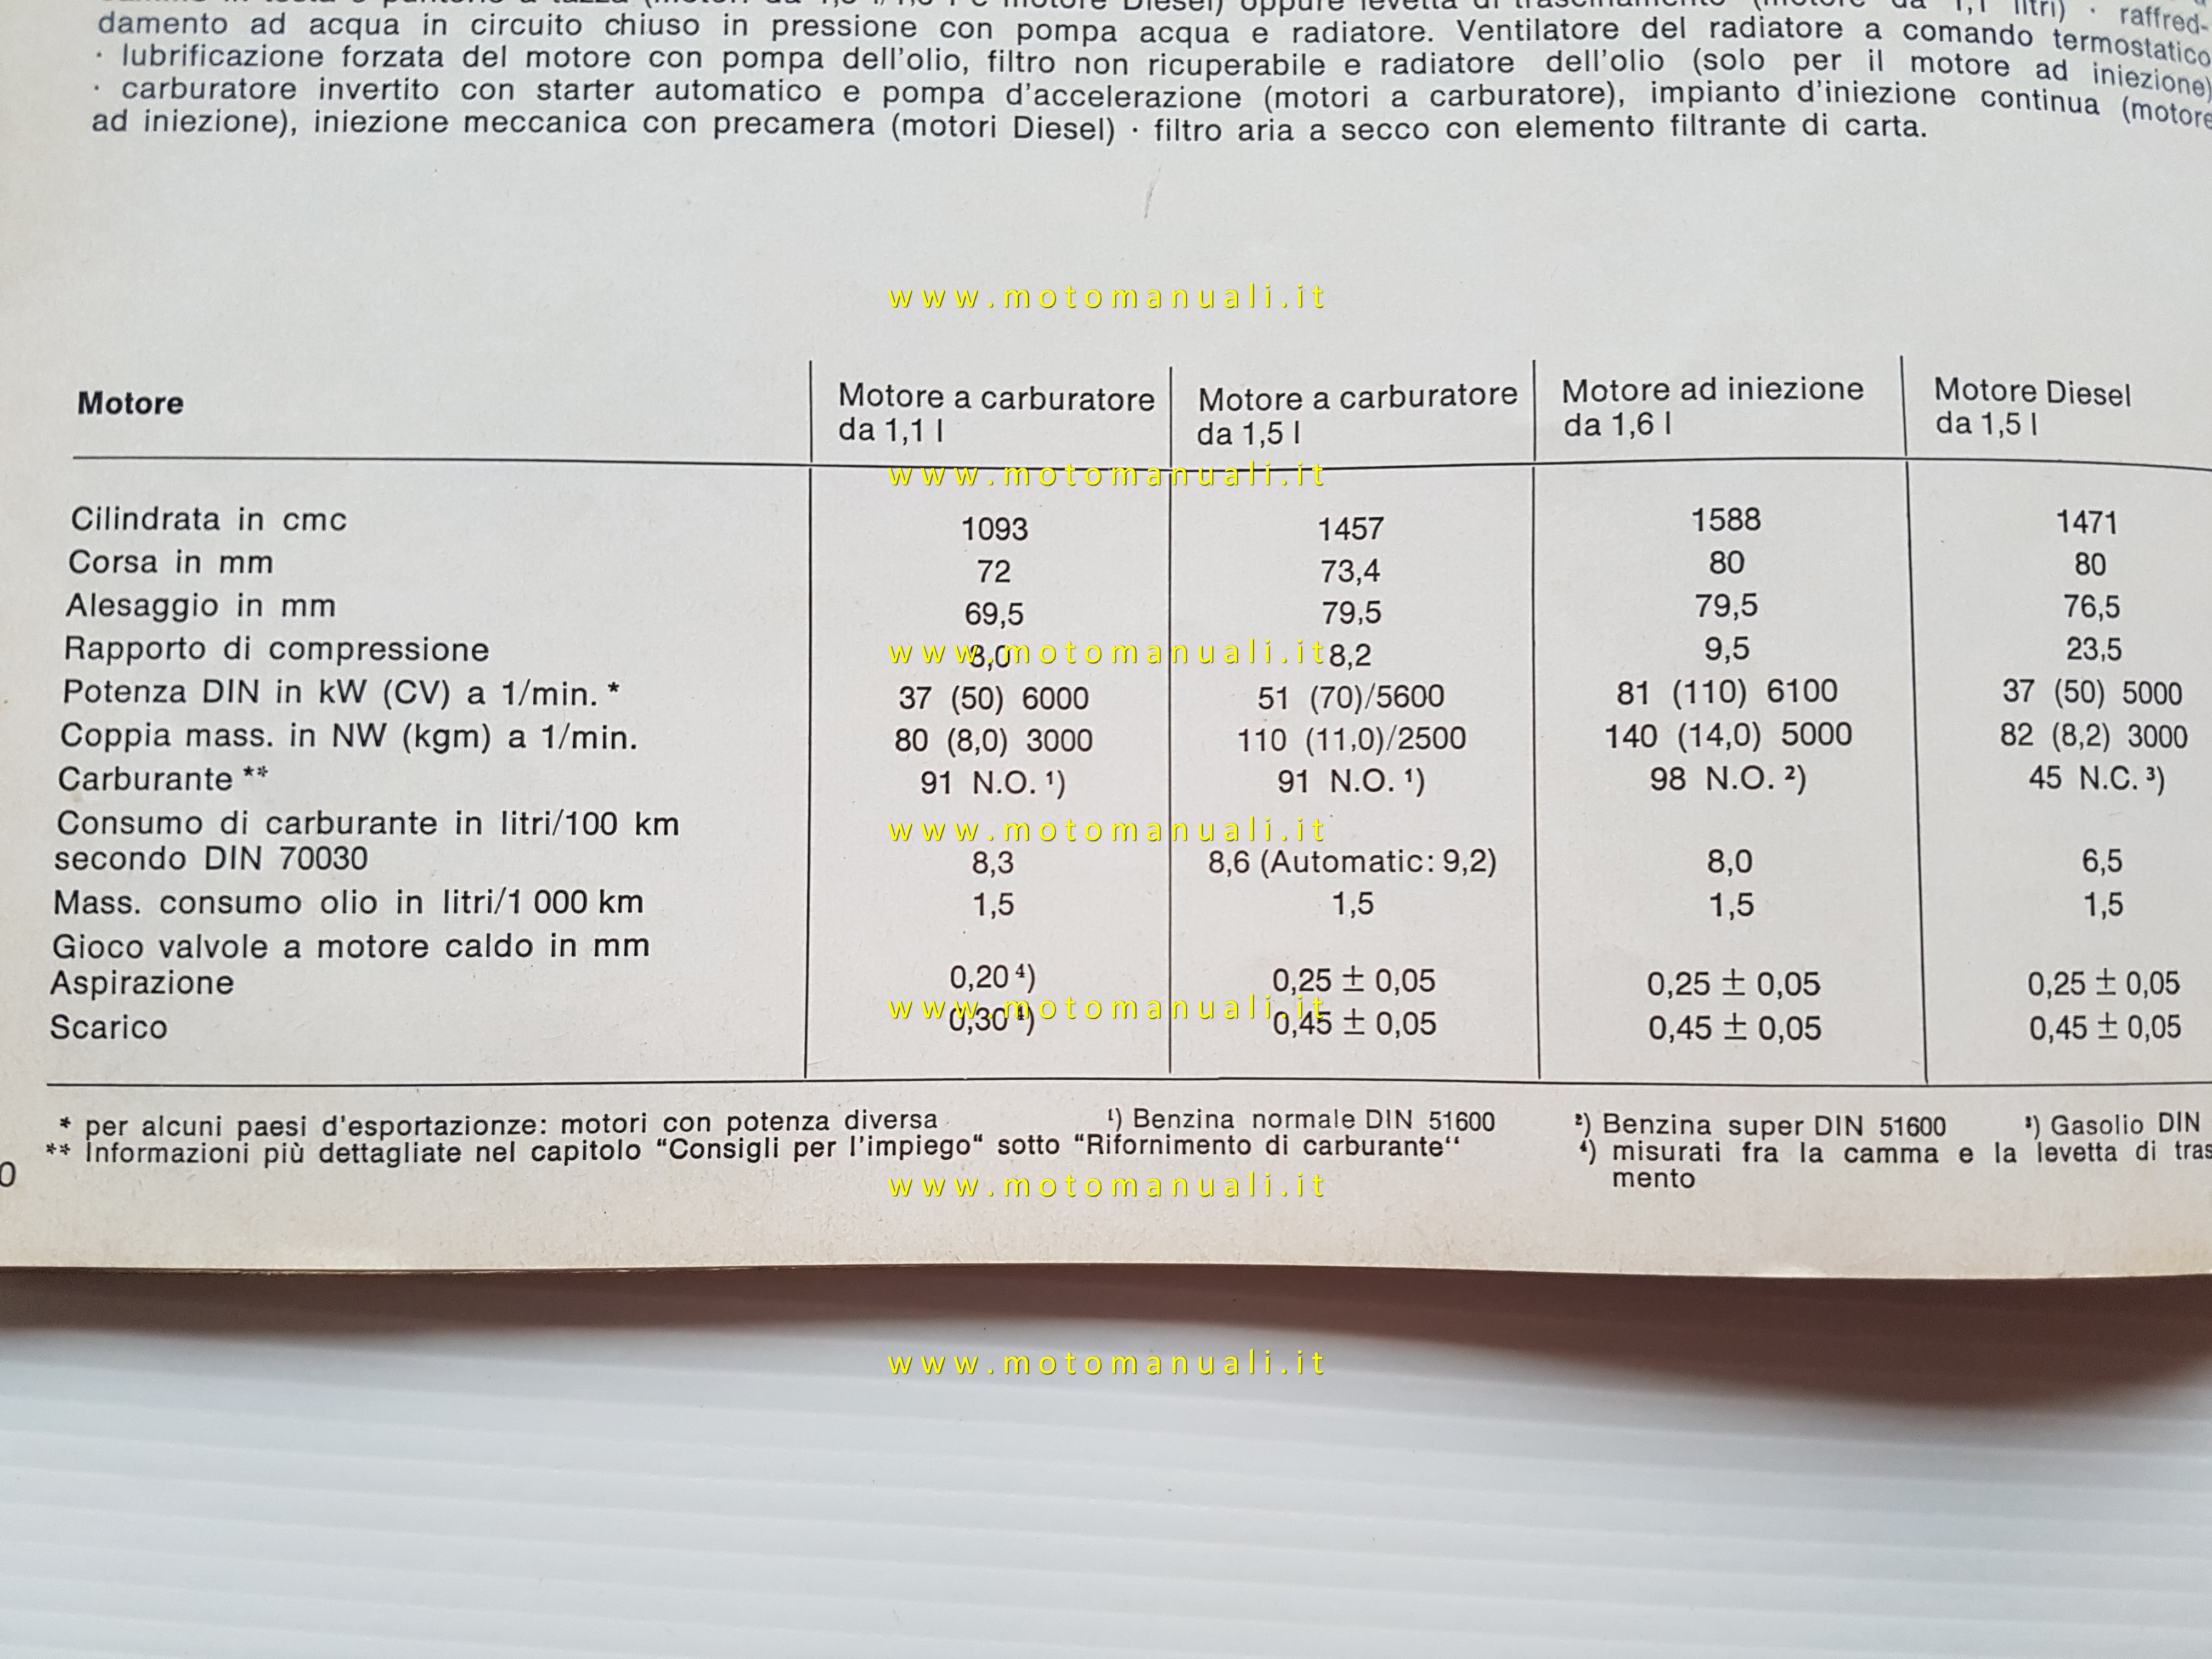 damento ad acqua in circuito chiuso in pressione con pompa acqua e radiatore. Ventilatore del radiatore a comando termostatico
· lubrificazione forzata del motore con pompa dell'olio, filtro non ricuperabile e radiatore dell'olio (solo per il motore ad iniezione)
· carburatore invertito con starter automatico e pompa d'accelerazione (motori a carburatore), impianto d'iniezione continua (motore
ad iniezione), iniezione meccanica con precamera (motori Diesel) · filtro aria a secco con elemento filtrante di carta.
www.motomanuali.it
Motore Motore a carburatore da 1,1 l Motore a carburatore da 1,5 l Motore ad iniezione da 1,6 l Motore Diesel da 1,5 l
www.motomanuali.it
Cilindrata in cmc 1093 1457 1588 1471
Corsa in mm 72 73,4 80 80
Alesaggio in mm 69,5 79,5 79,5 76,5
Rapporto di compressione 8,0 8,2 9,5 23,5
www.motomanuali.it
Potenza DIN in kW (CV) a 1/min. * 37 (50) 6000 51 (70)/5600 81 (110) 6100 37 (50) 5000
Coppia mass. in NW (kgm) a 1/min. 80 (8,0) 3000 110 (11,0)/2500 140 (14,0) 5000 82 (8,2) 3000
Carburante ** 91 N.O. ¹) 91 N.O. ¹) 98 N.O. ²) 45 N.C. ³)
Consumo di carburante in litri/100 km
www.motomanuali.it
secondo DIN 70030 8,3 8,6 (Automatic: 9,2) 8,0 6,5
Mass. consumo olio in litri/1 000 km 1,5 1,5 1,5 1,5
Gioco valvole a motore caldo in mm
Aspirazione 0,20 ⁴) 0,25 ± 0,05 0,25 ± 0,05 0,25 ± 0,05
www.motomanuali.it
Scarico 0,30 ⁴) 0,45 ± 0,05 0,45 ± 0,05 0,45 ± 0,05
* per alcuni paesi d'esportazionze: motori con potenza diversa ¹) Benzina normale DIN 51600 ²) Benzina super DIN 51600 ³) Gasolio DIN
** Informazioni più dettagliate nel capitolo "Consigli per l'impiego" sotto "Rifornimento di carburante" ⁴) misurati fra la camma e la levetta di tras
mento
0
www.motomanuali.it
www.motomanuali.it